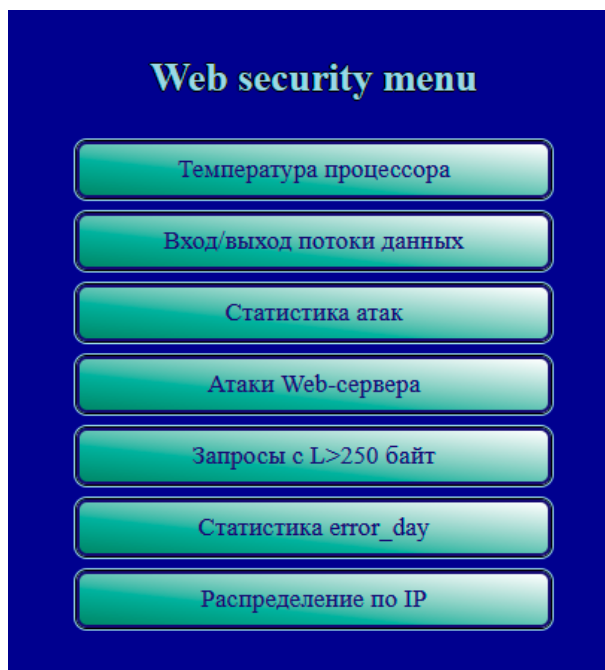 Web security menu
Температура процессора
Вход/выход потоки данных
Статистика атак
Атаки Web-сервера
Запросы с L>250 байт
Статистика error_day
Распределение по IP